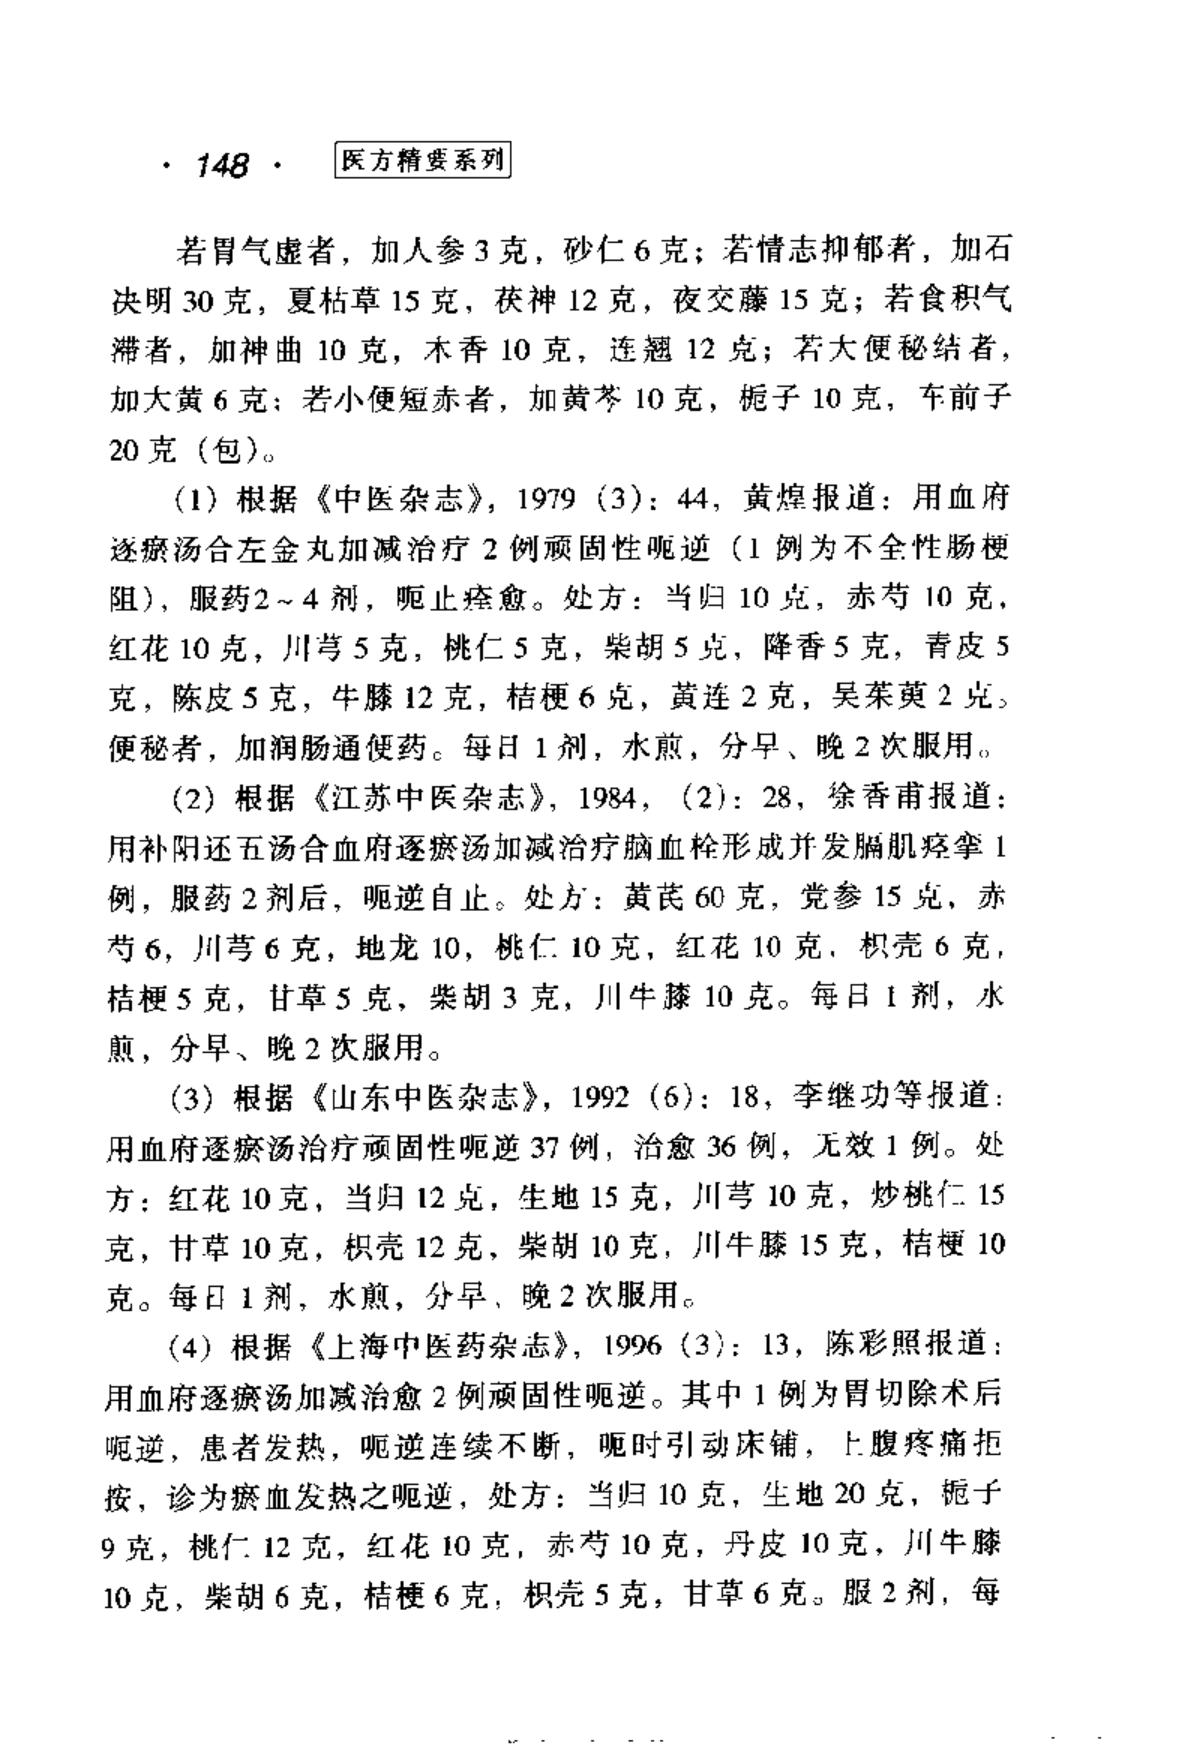 · 148 · 医方精要系列
若胃气虚者，加人参 3 克，砂仁 6 克；若情志抑郁者，加石
决明 30 克，夏枯草 15 克，茯神 12 克，夜交藤 15 克；若食积气
滞者，加神曲 10 克，木香 10 克，连翘 12 克；若大便秘结者，
加大黄 6 克；若小便短赤者，加黄芩 10 克，栀子 10 克，车前子
20 克（包）。
（1）根据《中医杂志》，1979（3）：44，黄煌报道：用血府
逐瘀汤合左金丸加减治疗 2 例顽固性呃逆（1 例为不全性肠梗
阻），服药2～4 剂，呃止痊愈。处方：当归 10 克，赤芍 10 克，
红花 10 克，川芎 5 克，桃仁 5 克，柴胡 5 克，降香 5 克，青皮 5
克，陈皮 5 克，牛膝 12 克，桔梗 6 克，黄连 2 克，吴茱萸 2 克。
便秘者，加润肠通便药。每日 1 剂，水煎，分早、晚 2 次服用。
（2）根据《江苏中医杂志》，1984，（2）：28，徐香甫报道：
用补阳还五汤合血府逐瘀汤加减治疗脑血栓形成并发膈肌痉挛 1
例，服药 2 剂后，呃逆自止。处方：黄芪 60 克，党参 15 克，赤
芍 6，川芎 6 克，地龙 10，桃仁 10 克，红花 10 克，枳壳 6 克，
桔梗 5 克，甘草 5 克，柴胡 3 克，川牛膝 10 克。每日 1 剂，水
煎，分早、晚 2 次服用。
（3）根据《山东中医杂志》，1992（6）：18，李继功等报道：
用血府逐瘀汤治疗顽固性呃逆 37 例，治愈 36 例，无效 1 例。处
方：红花 10 克，当归 12 克，生地 15 克，川芎 10 克，炒桃仁 15
克，甘草 10 克，枳壳 12 克，柴胡 10 克，川牛膝 15 克，桔梗 10
克。每日 1 剂，水煎，分早、晚 2 次服用。
（4）根据《上海中医药杂志》，1996（3）：13，陈彩照报道：
用血府逐瘀汤加减治愈 2 例顽固性呃逆。其中 1 例为胃切除术后
呃逆，患者发热，呃逆连续不断，呃时引动床铺，上腹疼痛拒
按，诊为瘀血发热之呃逆，处方：当归 10 克，生地 20 克，栀子
9 克，桃仁 12 克，红花 10 克，赤芍 10 克，丹皮 10 克，川牛膝
10 克，柴胡 6 克，桔梗 6 克，枳壳 5 克，甘草 6 克。服 2 剂，每